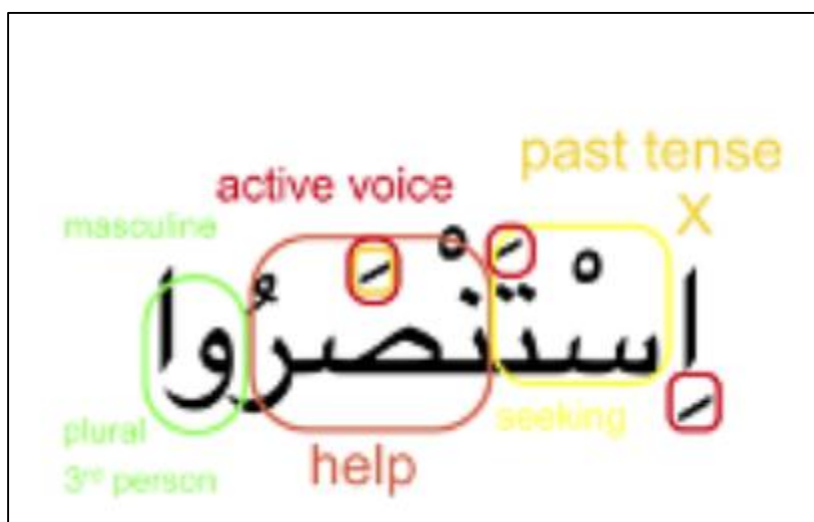 past tense
active voice
X
masculine
اِسْتَنْصَرُوا
seeking
plural
help
3rd person